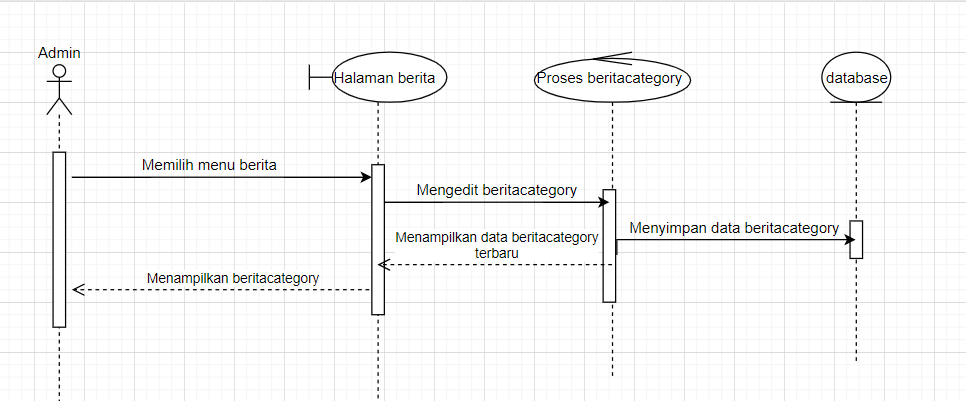 Admin
Halaman berita
Proses beritacategory
database
Memilih menu berita
Mengedit beritacategory
Menyimpan data beritacategory
Menampilkan data beritacategory
terbaru
Menampilkan beritacategory